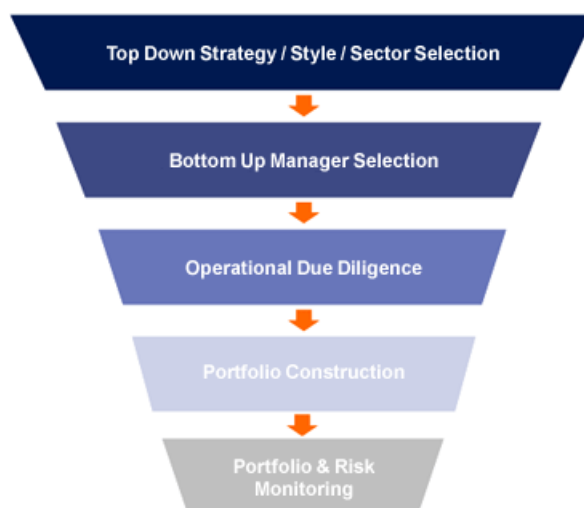 Top Down Strategy / Style / Sector Selection
Bottom Up Manager Selection
Operational Due Diligence
Portfolio Construction
Portfolio & Risk
Monitoring